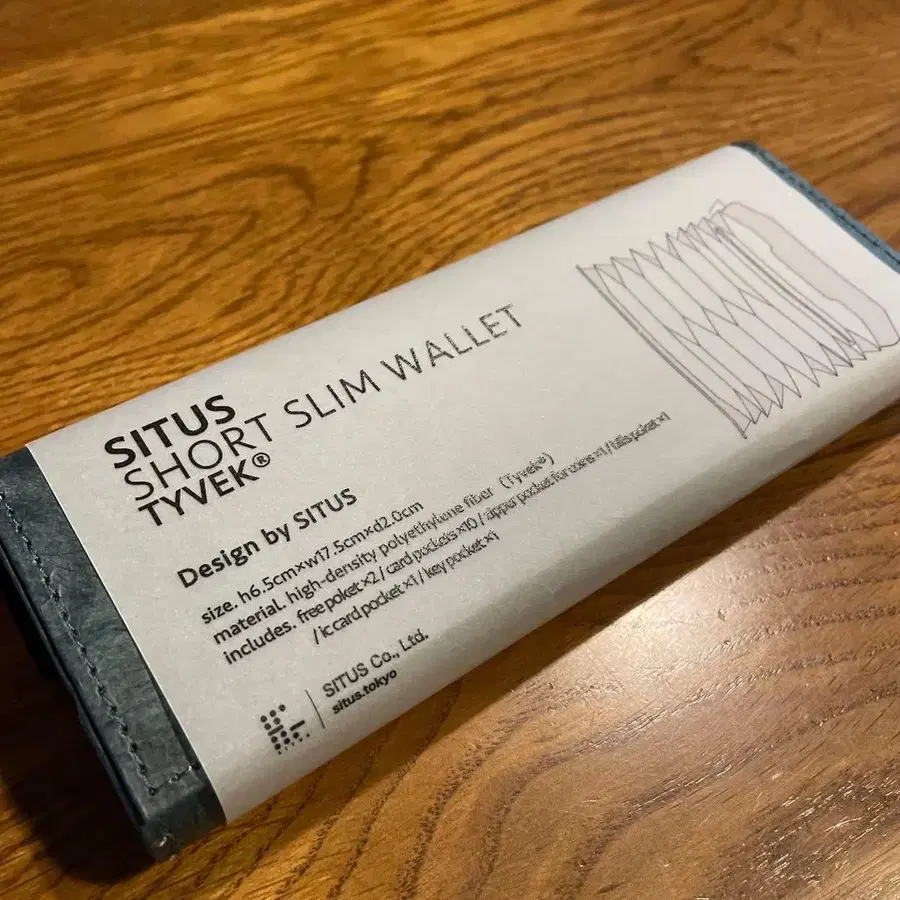 SITUS
SHORT SLIM WALLET
TYVEK®
Design by SITUS
size. h6.5cm×w17.5cm×d2.0cm
material. high-density polyethylene fiber（Tyvek®）
includes. free poket×2 / card pockets×10 / zipper pocket for coins×1 / bills pocket×1
/ ic card pocket×1 / key pocket×1
SITUS Co., Ltd.
situs.tokyo